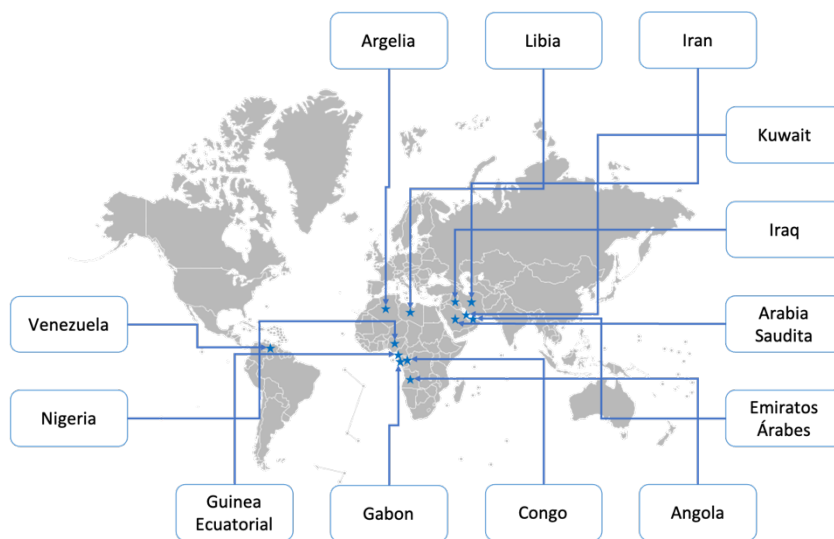 Argelia
Libia
Iran
Kuwait
Iraq
Venezuela
Arabia
Saudita
Nigeria
Emiratos
Árabes
Guinea
Ecuatorial
Gabon
Congo
Angola